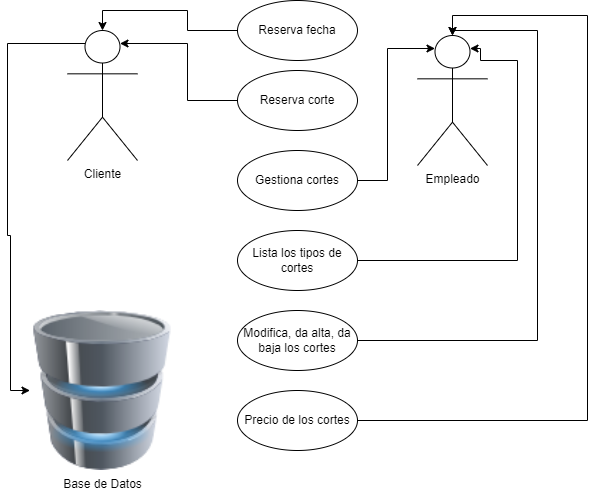 Reserva fecha
Reserva corte
Cliente
Gestiona cortes
Empleado
Lista los tipos de
cortes
Modifica, da alta, da
baja los cortes
Precio de los cortes
Base de Datos